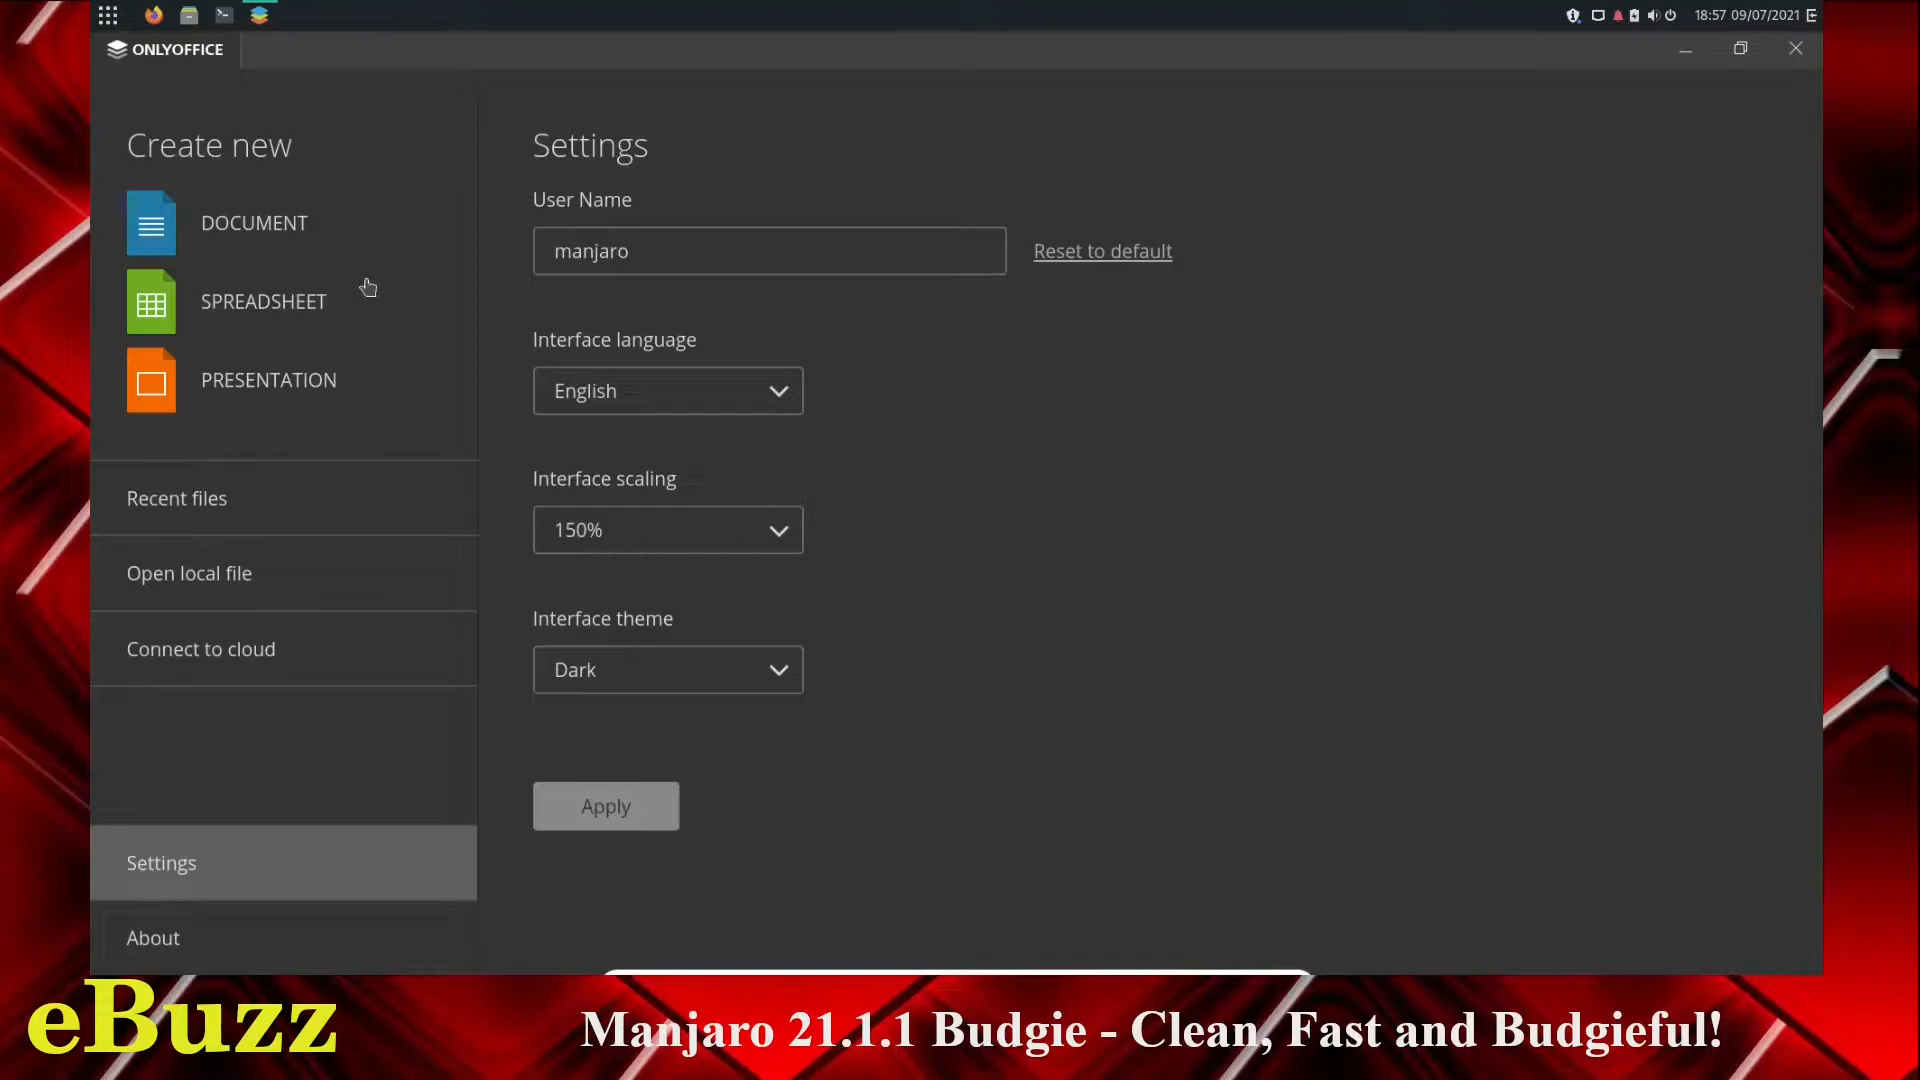 18:57 09/07/2021
ONLYOFFICE
Create new
DOCUMENT
SPREADSHEET
PRESENTATION
Recent files
Open local file
Connect to cloud
Settings
About
Settings
User Name
manjaro
Reset to default
Interface language
English
Interface scaling
150%
Interface theme
Dark
Apply
eBuzz
Manjaro 21.1.1 Budgie - Clean, Fast and Budgieful!